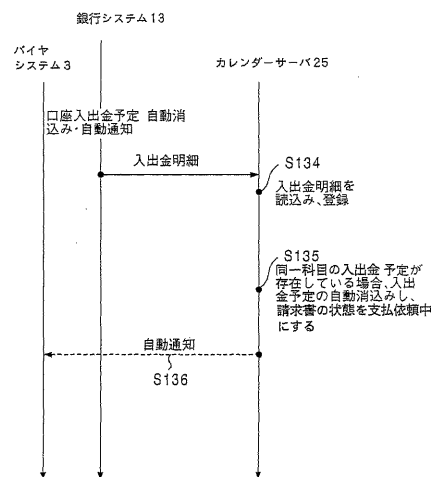 銀行システム13
バイヤ
システム3
カレンダーサーバ25
口座入出金予定 自動消
込み・自動通知
入出金明細
S134
入出金明細を
読込み、登録
S135
同一科目の入出金 予定が
存在している場合、入出
金予定の自動消込みし、
請求書の状態を支払依頼中
にする
自動通知
S136